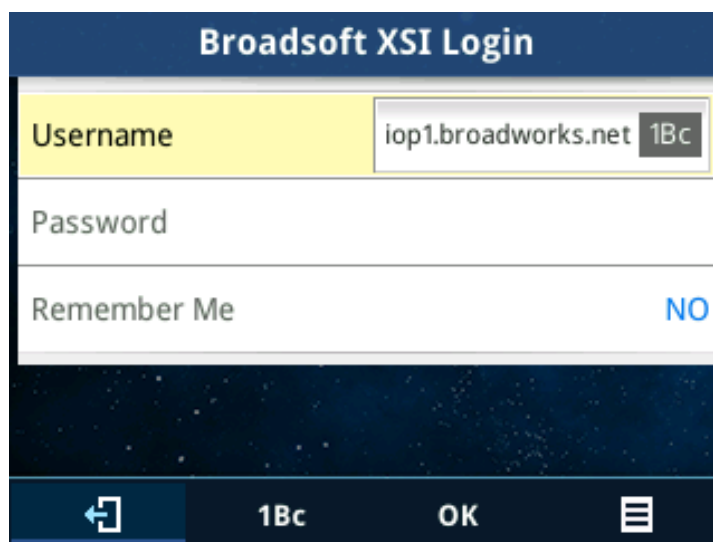 Broadsoft XSI Login
Username iop1.broadworks.net 1Bc
Password
Remember Me NO
1Bc OK